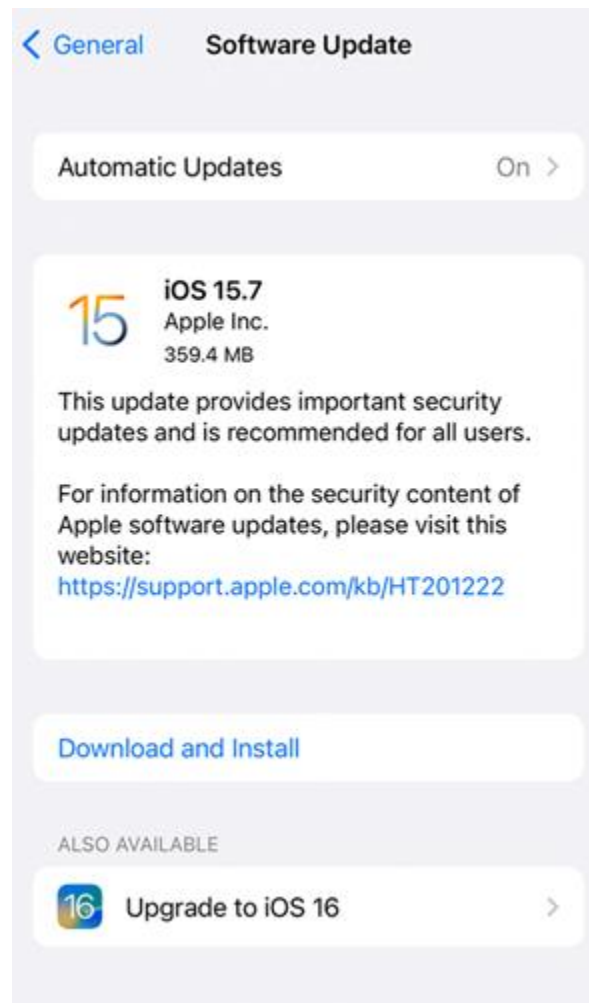 General
Software Update
Automatic Updates
On
15
iOS 15.7
Apple Inc.
359.4 MB
This update provides important security
updates and is recommended for all users.
For information on the security content of
Apple software updates, please visit this
website:
https://support.apple.com/kb/HT201222
Download and Install
ALSO AVAILABLE
16
Upgrade to iOS 16